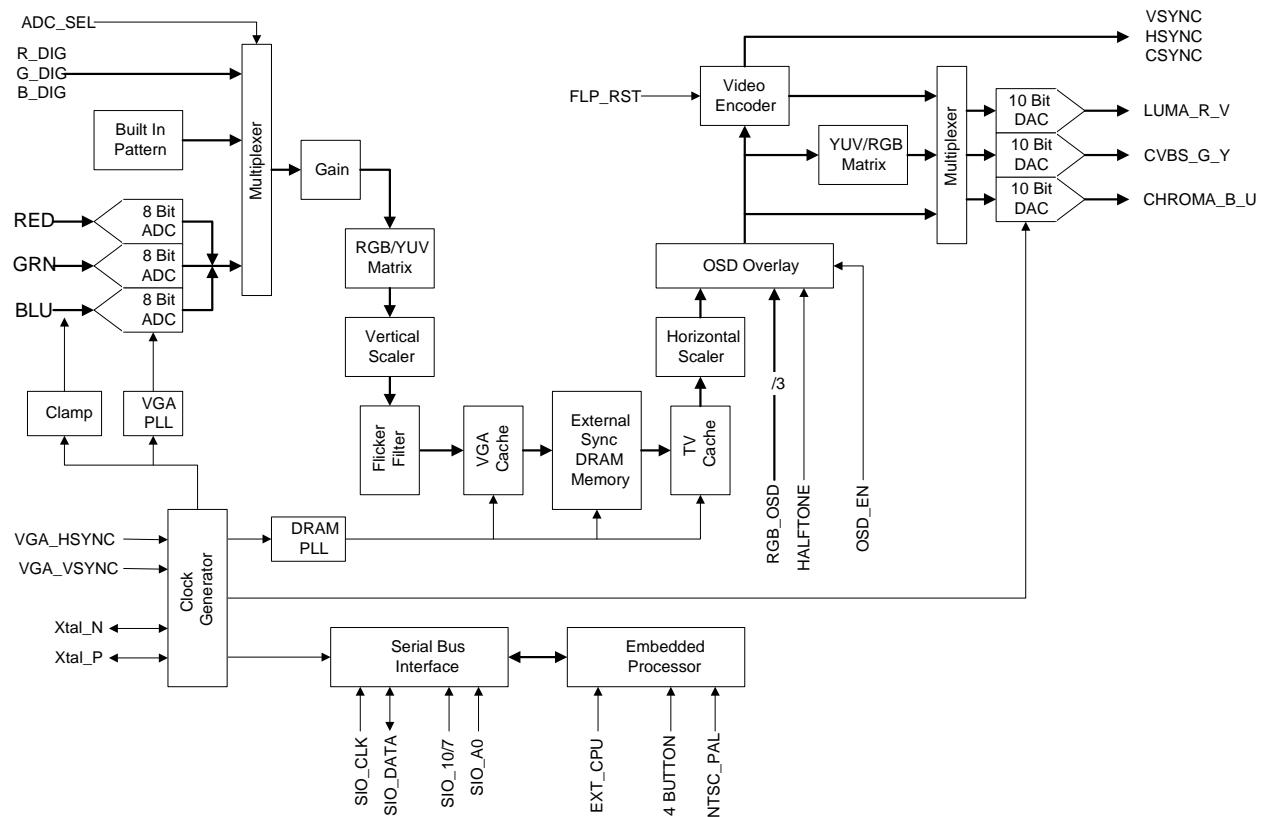 ADC_SEL
R_DIG
G_DIG
B_DIG
Built In
Pattern
RED
GRN
BLU
8 Bit
ADC
8 Bit
ADC
8 Bit
ADC
Multiplexer
Gain
RGB/YUV
Matrix
Vertical
Scaler
Flicker
Filter
Clamp
VGA
PLL
VGA
Cache
External
Sync
DRAM
Memory
TV
Cache
Horizontal
Scaler
OSD Overlay
/3
RGB_OSD
HALFTONE
OSD_EN
FLP_RST
Video
Encoder
YUV/RGB
Matrix
Multiplexer
10 Bit
DAC
10 Bit
DAC
10 Bit
DAC
VSYNC
HSYNC
CSYNC
LUMA_R_V
CVBS_G_Y
CHROMA_B_U
VGA_HSYNC
VGA_VSYNC
Xtal_N
Xtal_P
Clock
Generator
DRAM
PLL
Serial Bus
Interface
Embedded
Processor
SIO_CLK
SIO_DATA
SIO_10/7
SIO_A0
EXT_CPU
4 BUTTON
NTSC_PAL